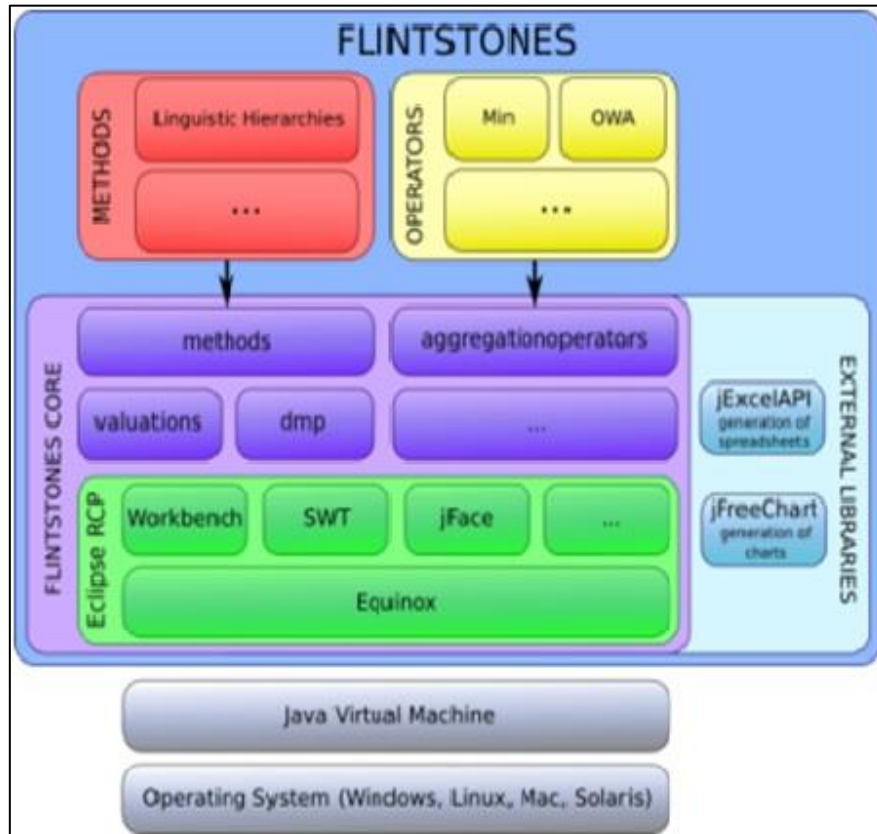 FLINTSTONES
METHODS
Linguistic Hierarchies
...
OPERATORS
Min
OWA
...
FLINTSTONES CORE
methods
aggregationoperators
valuations
dmp
...
Eclipse RCP
Workbench
SWT
jFace
...
Equinox
EXTERNAL LIBRARIES
jExcelAPI
generation of
spreadsheets
jFreeChart
generation of
charts
Java Virtual Machine
Operating System (Windows, Linux, Mac, Solaris)